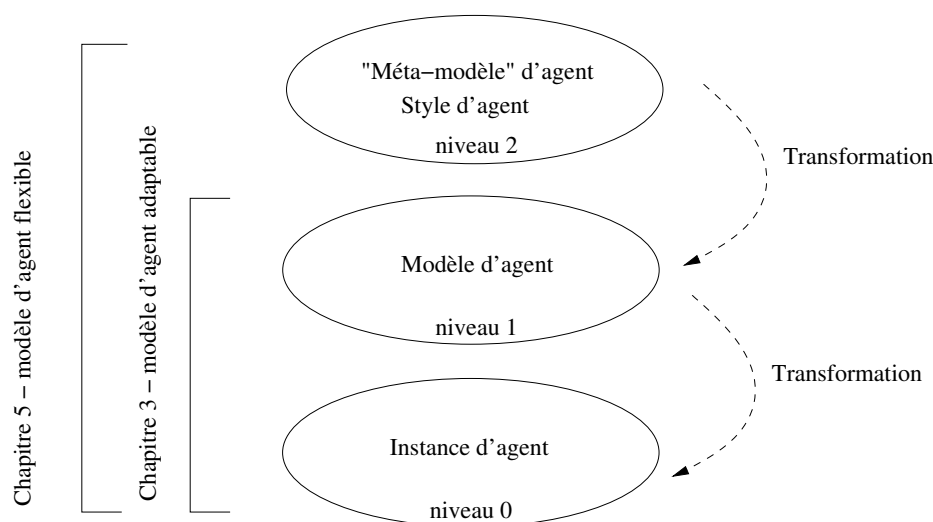 "Méta−modèle" d'agent
Style d'agent
niveau 2
Transformation
Modèle d'agent
niveau 1
Transformation
Instance d'agent
niveau 0
Chapitre 5 − modèle d'agent flexible
Chapitre 3 − modèle d'agent adaptable